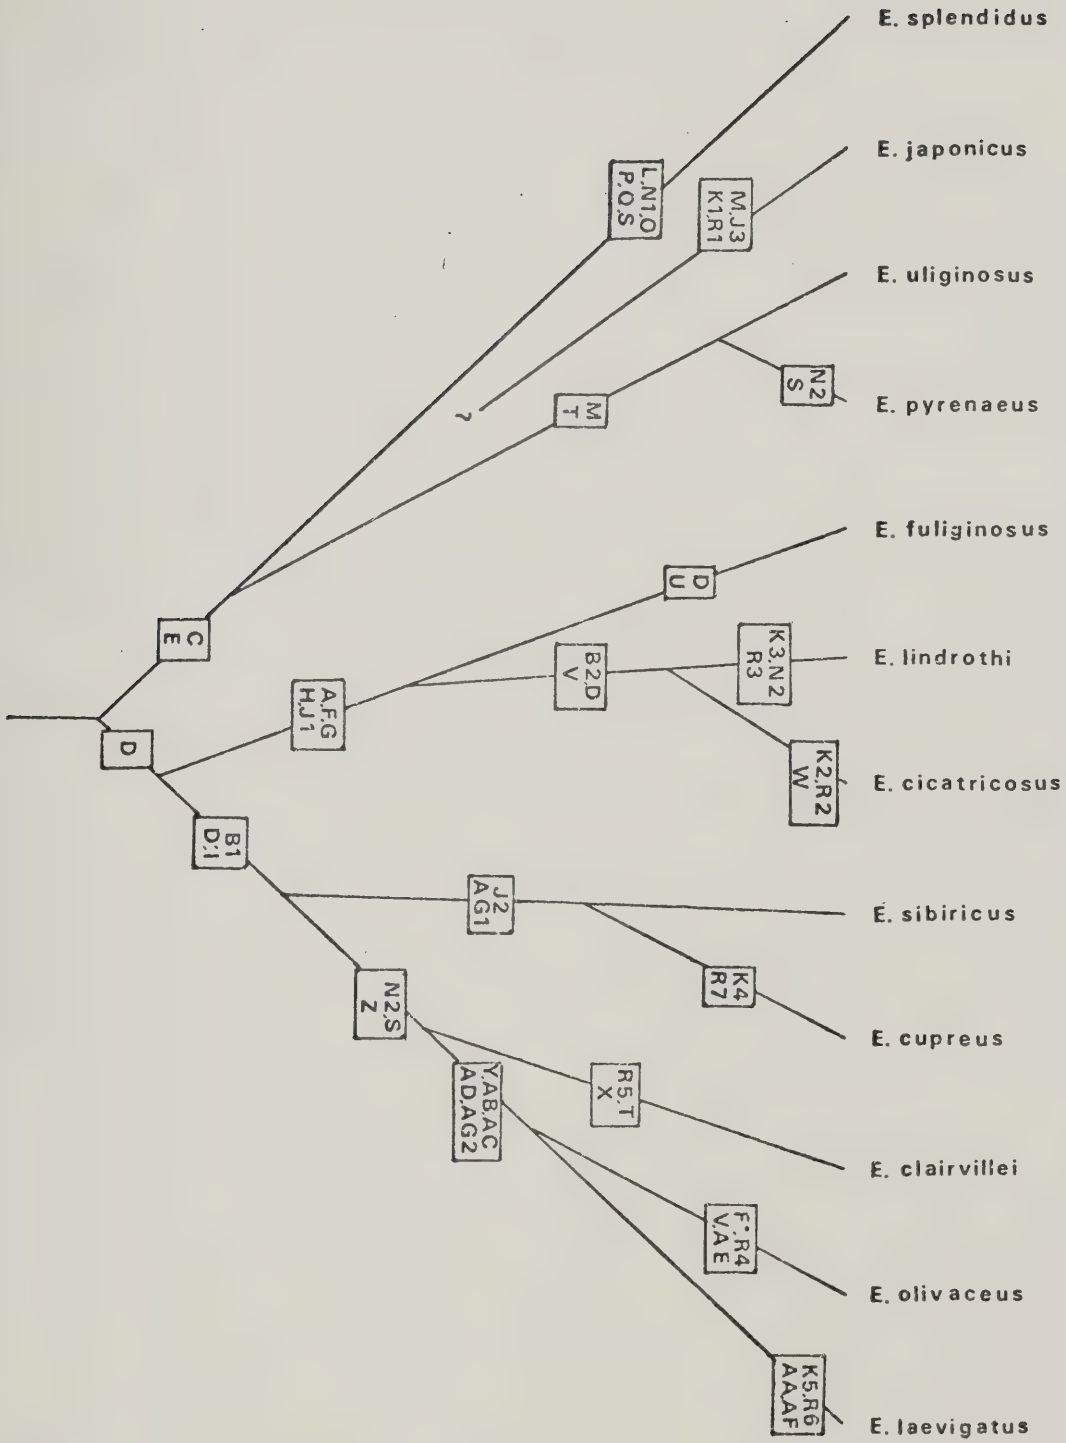 E. splendidus
L,N1,O
P,Q,S
E. japonicus
M,J3
K1,R1
E. uliginosus
N2
S
E. pyrenaeus
?
M
T
E. fuliginosus
D
U
C
E
K3,N2
R3
E. lindrothi
B2,D
V
A,F,G
H,J1
D
K2,R2
W
E. cicatricosus
B1
D,I
J2
AG1
E. sibiricus
K4
R7
E. cupreus
N2,S
Z
Y,AB,AC
AD,AG2
R5,T
X
E. clairvillei
F*,R4
V,AE
E. olivaceus
K5,R6
AA,AF
E. laevigatus